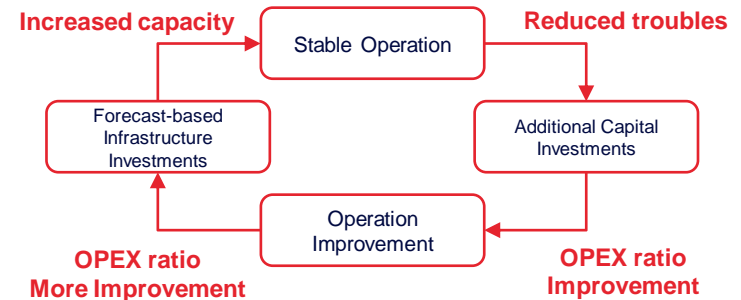 Increased capacity
Reduced troubles
Stable Operation
Forecast-based
Infrastructure
Investments
Additional Capital
Investments
Operation
Improvement
OPEX ratio
More Improvement
OPEX ratio
Improvement